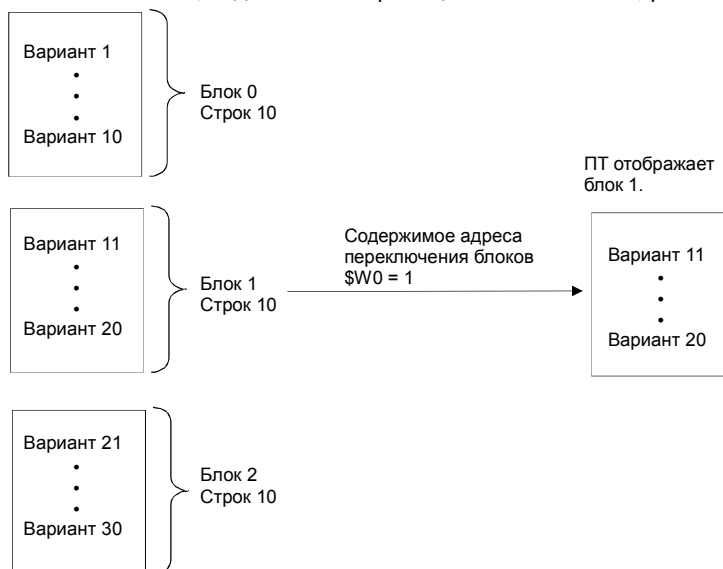 Вариант 1
•
•
•
Вариант 10
Блок 0
Строк 10
ПТ отображает
блок 1.
Вариант 11
•
•
•
Вариант 20
Блок 1
Строк 10
Содержимое адреса
переключения блоков
$W0 = 1
Вариант 11
•
•
•
Вариант 20
Вариант 21
•
•
•
Вариант 30
Блок 2
Строк 10